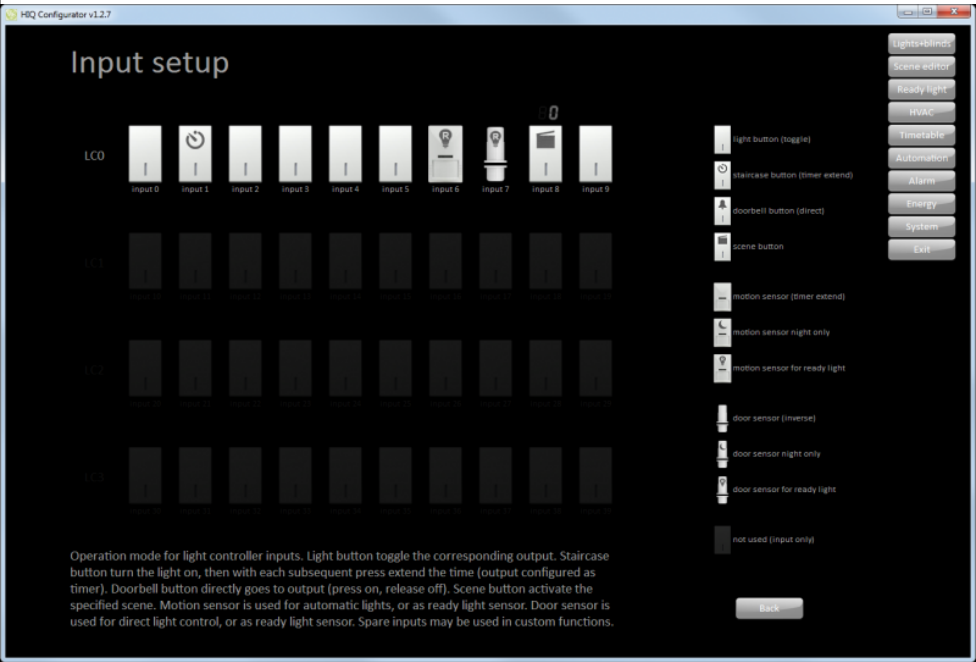 HIQ Configurator v1.2.7
Input setup
Lights+blinds
Scene editor
Ready light
HVAC
Timetable
Automation
Alarm
Energy
System
Exit
0
LC0
R
R
input 0 input 1 input 2 input 3 input 4 input 5 input 6 input 7 input 8 input 9
LC1
LC2
LC3
light button (toggle)
staircase button (timer extend)
doorbell button (direct)
scene button
motion sensor (timer extend)
motion sensor night only
motion sensor for ready light
door sensor (inverse)
door sensor night only
door sensor for ready light
not used (input only)
Operation mode for light controller inputs. Light button toggle the corresponding output. Staircase
button turn the light on, then with each subsequent press extend the time (output configured as
timer). Doorbell button directly goes to output (press on, release off). Scene button activate the
specified scene. Motion sensor is used for automatic lights, or as ready light sensor. Door sensor is
used for direct light control, or as ready light sensor. Spare inputs may be used in custom functions.
Back